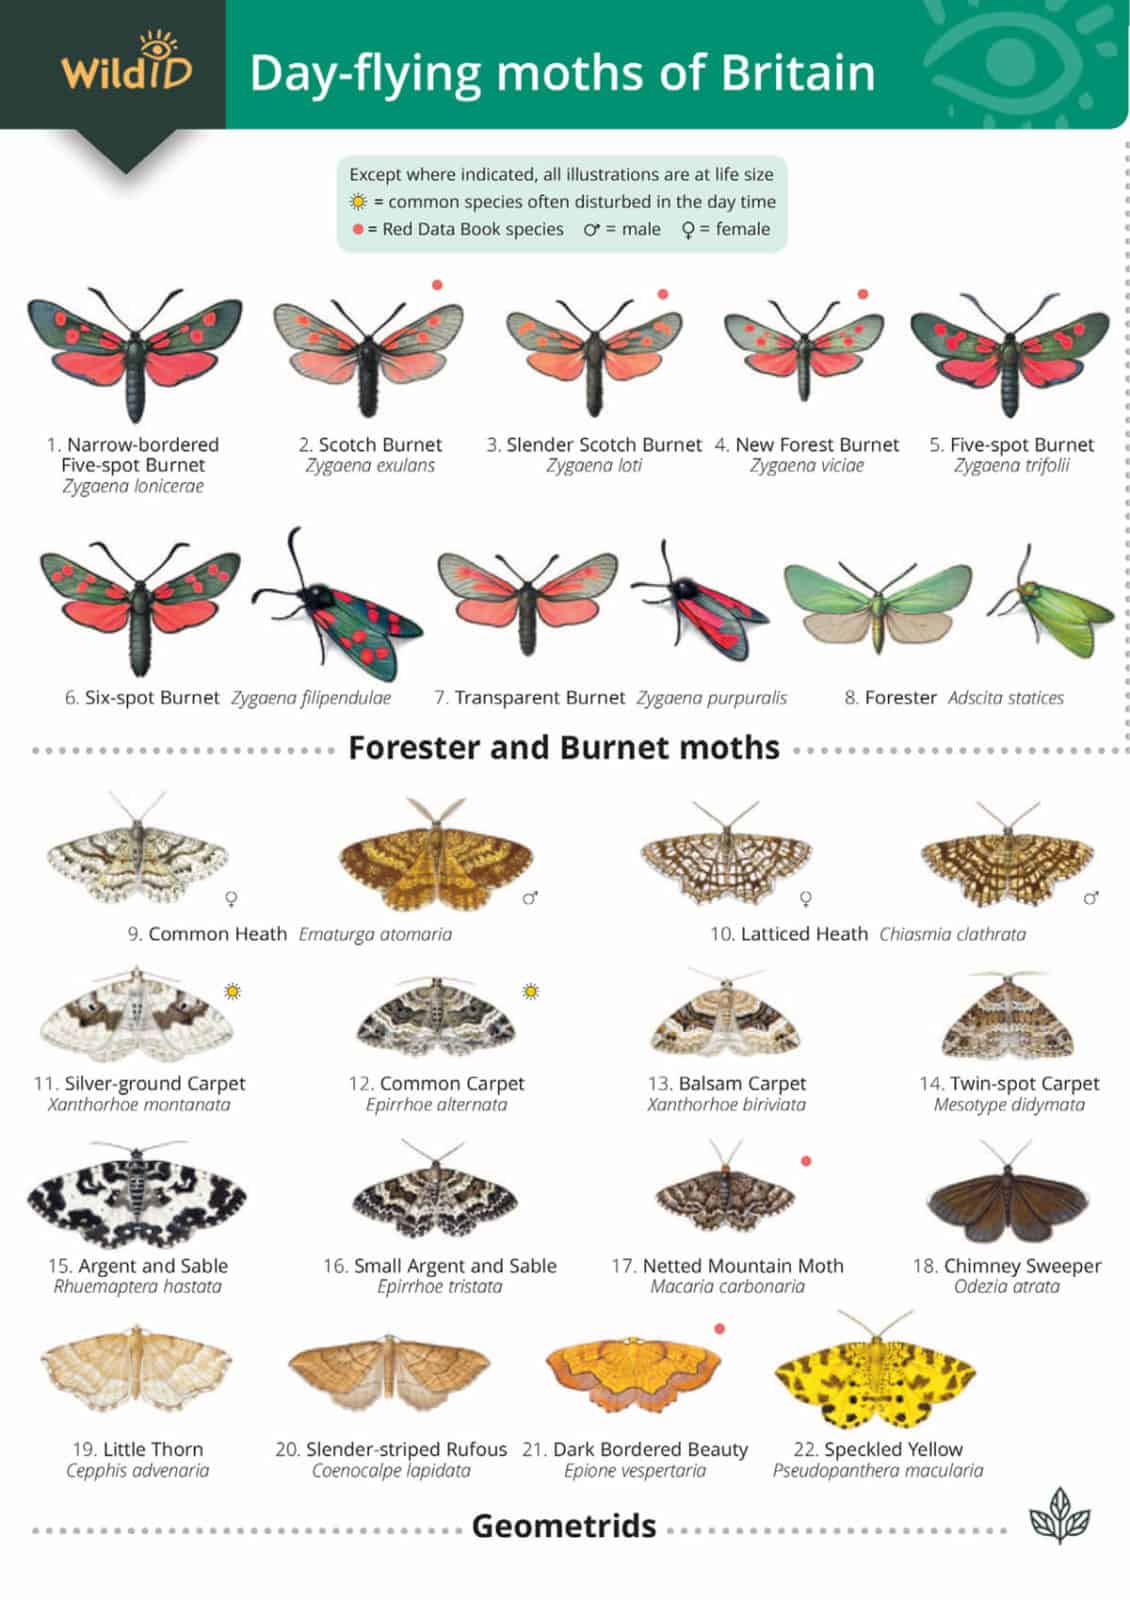 WildID
Day-flying moths of Britain
Except where indicated, all illustrations are at life size
= common species often disturbed in the day time
= Red Data Book species ♂ = male ♀ = female
1. Narrow-bordered
Five-spot Burnet
Zygaena lonicerae
2. Scotch Burnet
Zygaena exulans
3. Slender Scotch Burnet
Zygaena loti
4. New Forest Burnet
Zygaena viciae
5. Five-spot Burnet
Zygaena trifolii
6. Six-spot Burnet Zygaena filipendulae
7. Transparent Burnet Zygaena purpuralis
8. Forester Adscita statices
Forester and Burnet moths
♀
♂
♀
♂
9. Common Heath Ematurga atomaria
10. Latticed Heath Chiasmia clathrata
11. Silver-ground Carpet
Xanthorhoe montanata
12. Common Carpet
Epirrhoe alternata
13. Balsam Carpet
Xanthorhoe biriviata
14. Twin-spot Carpet
Mesotype didymata
15. Argent and Sable
Rhuemaptera hastata
16. Small Argent and Sable
Epirrhoe tristata
17. Netted Mountain Moth
Macaria carbonaria
18. Chimney Sweeper
Odezia atrata
19. Little Thorn
Cepphis advenaria
20. Slender-striped Rufous
Coenocalpe lapidata
21. Dark Bordered Beauty
Epione vespertaria
22. Speckled Yellow
Pseudopanthera macularia
Geometrids